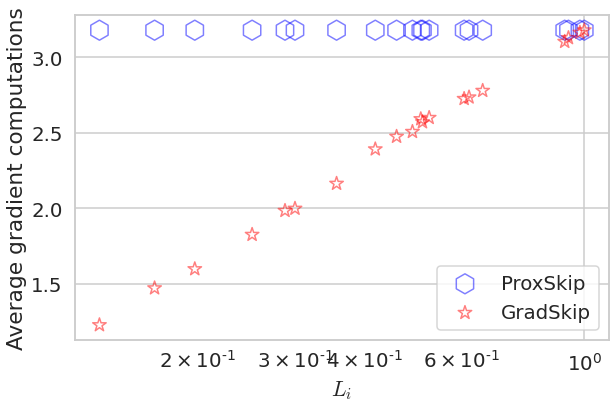 Average gradient computations
3.0
2.5
2.0
1.5
ProxSkip
GradSkip
2 × 10⁻¹ 3 × 10⁻¹ 4 × 10⁻¹ 6 × 10⁻¹ 10⁰
Lᵢ